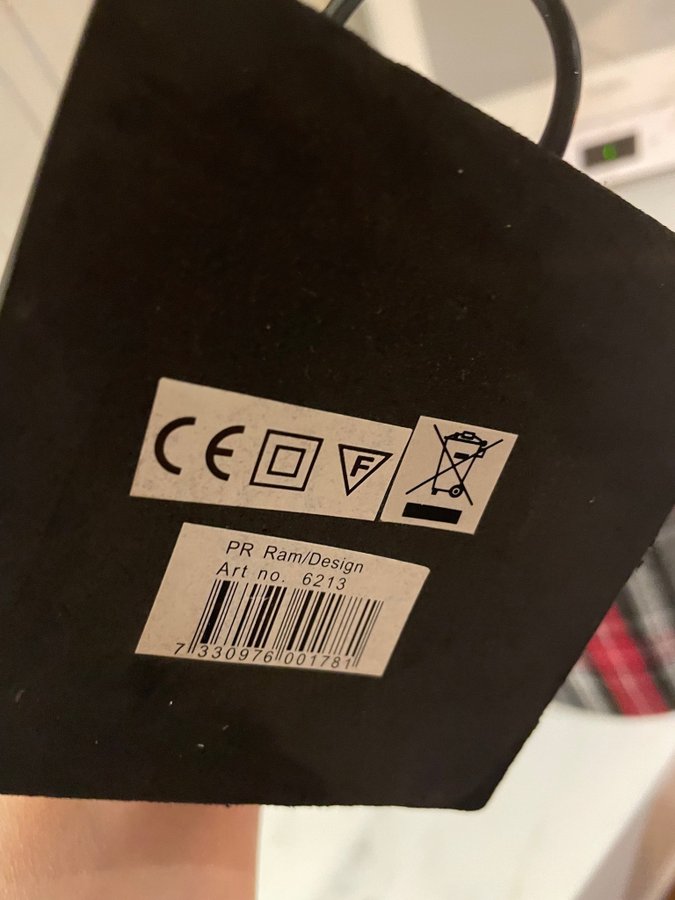 CE F
PR Ram/Design
Art no. 6213
7 330976 001781